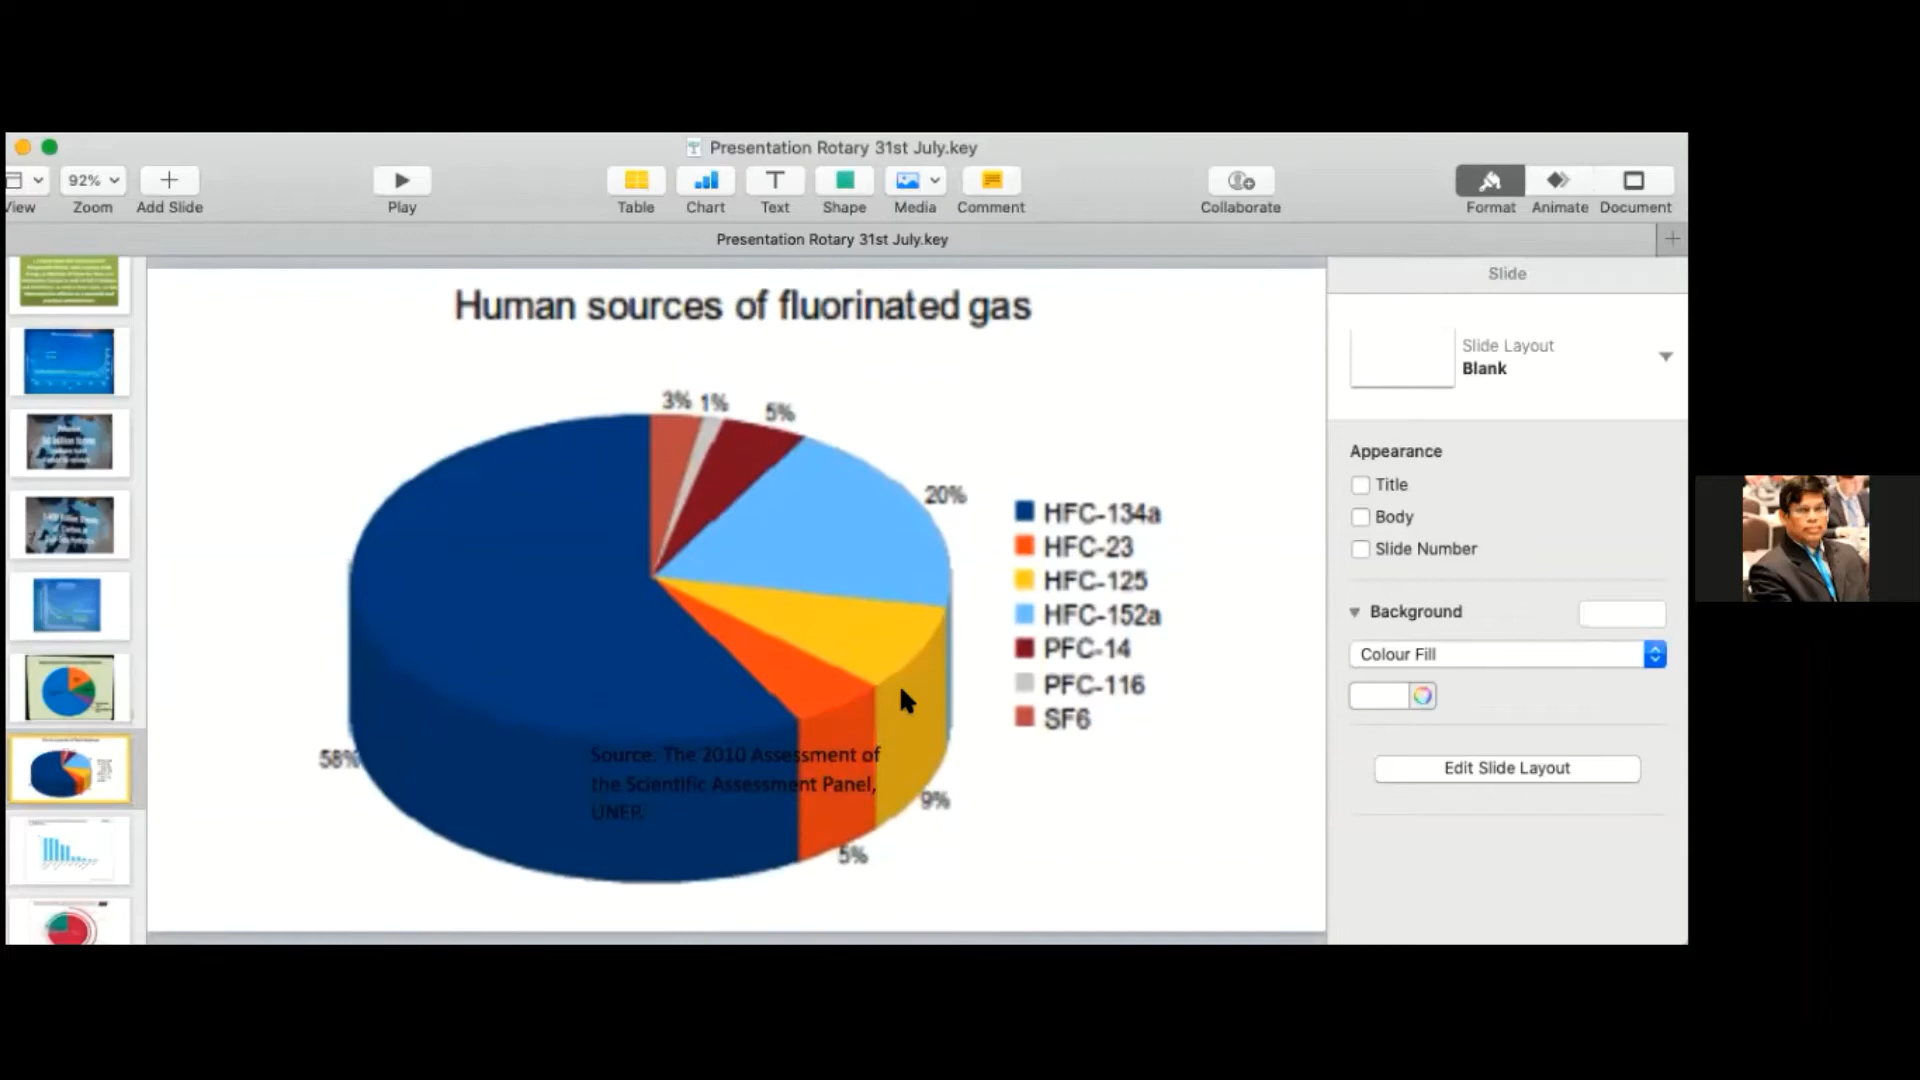 Presentation Rotary 31st July.key
92%
View
Zoom
Add Slide
Play
Table
Chart
Text
Shape
Media
Comment
Collaborate
Format
Animate
Document
Presentation Rotary 31st July.key
Human sources of fluorinated gas
3%
1%
5%
20%
58%
9%
5%
HFC-134a
HFC-23
HFC-125
HFC-152a
PFC-14
PFC-116
SF6
Source: The 2010 Assessment of
the Scientific Assessment Panel,
UNEP.
Slide
Slide Layout
Blank
Appearance
Title
Body
Slide Number
Background
Colour Fill
Edit Slide Layout